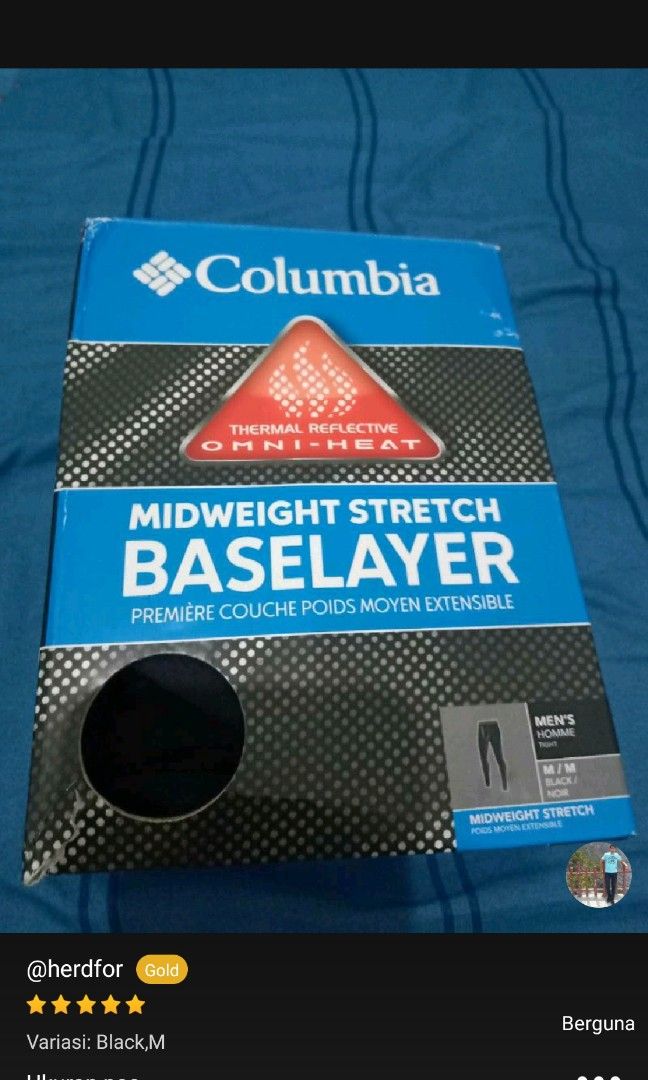 Columbia
THERMAL REFLECTIVE
OMNI-HEAT
MIDWEIGHT STRETCH
BASELAYER
PREMIÈRE COUCHE POIDS MOYEN EXTENSIBLE
MEN'S
HOMME
TIGHT
M / M
BLACK /
NOIR
MIDWEIGHT STRETCH
POIDS MOYEN EXTENSIBLE
@herdfor Gold
Berguna
Variasi: Black,M